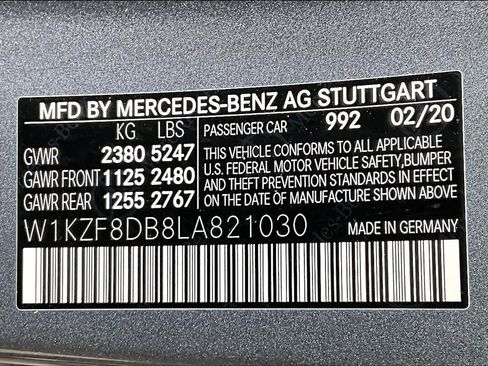 MFD BY MERCEDES-BENZ AG STUTTGART
KG LBS
GVWR 2380 5247
GAWR FRONT 1125 2480
GAWR REAR 1255 2767
PASSENGER CAR 992 02/20
THIS VEHICLE CONFORMS TO ALL APPLICABLE
U.S. FEDERAL MOTOR VEHICLE SAFETY,BUMPER
AND THEFT PREVENTION STANDARDS IN EFFECT
ON THE DATE OF MANUFACTURE SHOWN ABOVE
W1KZF8DB8LA821030
MADE IN GERMANY